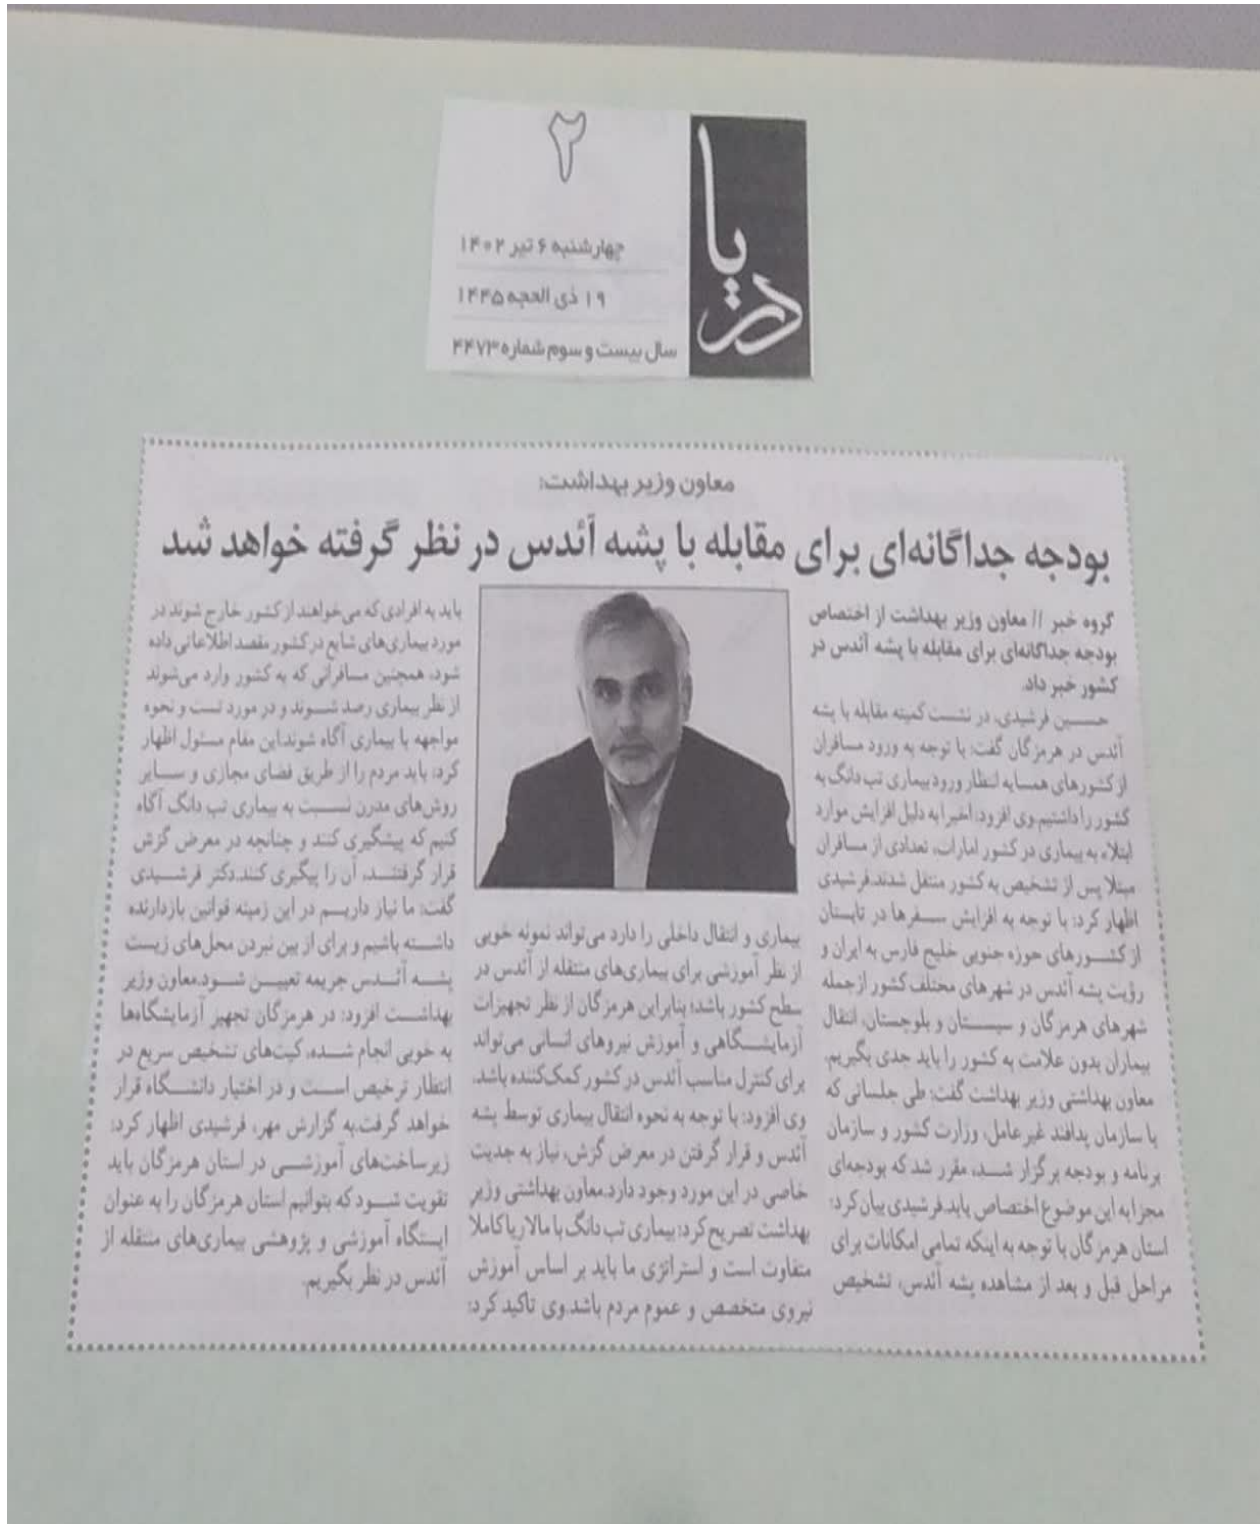 ۲
دریا
چهارشنبه ۶ تیر ۱۴۰۲
۱۹ ذی الحجه ۱۴۴۵
سال بیست و سوم شماره ۴۴۷۳
معاون وزیر بهداشت:
بودجه جداگانه‌ای برای مقابله با پشه آئدس در نظر گرفته خواهد شد
گروه خبر // معاون وزیر بهداشت از اختصاص
بودجه جداگانه‌ای برای مقابله با پشه آئدس در
کشور خبر داد.
حسین فرشیدی، در نشست کمیته مقابله با پشه
آئدس در هرمزگان گفت: با توجه به ورود مسافران
از کشورهای همسایه انتظار ورود بیماری تب دانگ به
کشور را داشتیم.وی افزود: اخیرا به دلیل افزایش موارد
ابتلاء به بیماری در کشور امارات، تعدادی از مسافران
مبتلا پس از تشخیص به کشور منتقل شدند.فرشیدی
اظهار کرد: با توجه به افزایش سفرها در تابستان
از کشورهای حوزه جنوبی خلیج فارس به ایران و
رؤیت پشه آئدس در شهرهای مختلف کشور ازجمله
شهرهای هرمزگان و سیستان و بلوچستان، انتقال
بیماران بدون علامت به کشور را باید جدی بگیریم.
معاون بهداشتی وزیر بهداشت گفت: طی جلساتی که
با سازمان پدافند غیرعامل، وزارت کشور و سازمان
برنامه و بودجه برگزار شد، مقرر شد که بودجه‌ای
مجزا به این موضوع اختصاص یابد.فرشیدی بیان کرد:
استان هرمزگان با توجه به اینکه تمامی امکانات برای
مراحل قبل و بعد از مشاهده پشه آئدس، تشخیص
بیماری و انتقال داخلی را دارد می‌تواند نمونه خوبی
از نظر آموزشی برای بیماری‌های منتقله از آئدس در
سطح کشور باشد؛ بنابراین هرمزگان از نظر تجهیزات
آزمایشگاهی و آموزش نیروهای انسانی می‌تواند
برای کنترل مناسب آئدس در کشور کمک‌کننده باشد.
وی افزود: با توجه به نحوه انتقال بیماری توسط پشه
آئدس و قرار گرفتن در معرض گزش، نیاز به جدیت
خاصی در این مورد وجود دارد.معاون بهداشتی وزیر
بهداشت تصریح کرد: بیماری تب دانگ با مالاریا کاملا
متفاوت است و استراتژی ما باید بر اساس آموزش
نیروی متخصص و عموم مردم باشد.وی تاکید کرد:
باید به افرادی که می‌خواهند از کشور خارج شوند در
مورد بیماری‌های شایع در کشور مقصد اطلاعاتی داده
شود، همچنین مسافرانی که به کشور وارد می‌شوند
از نظر بیماری رصد شوند و در مورد تست و نحوه
مواجهه با بیماری آگاه شوند.این مقام مسئول اظهار
کرد: باید مردم را از طریق فضای مجازی و سایر
روش‌های مدرن نسبت به بیماری تب دانگ آگاه
کنیم که پیشگیری کنند و چنانچه در معرض گزش
قرار گرفتند، آن را پیگیری کنند.دکتر فرشیدی
گفت: ما نیاز داریم در این زمینه قوانین بازدارنده
داشته باشیم و برای از بین نبردن محل‌های زیست
پشه آئدس جریمه تعیین شود.معاون وزیر
بهداشت افزود: در هرمزگان تجهیز آزمایشگاه‌ها
به خوبی انجام شده، کیت‌های تشخیص سریع در
انتظار ترخیص است و در اختیار دانشگاه قرار
خواهد گرفت.به گزارش مهر، فرشیدی اظهار کرد:
زیرساخت‌های آموزشی در استان هرمزگان باید
تقویت شود که بتوانیم استان هرمزگان را به عنوان
ایستگاه آموزشی و پژوهشی بیماری‌های منتقله از
آئدس در نظر بگیریم.